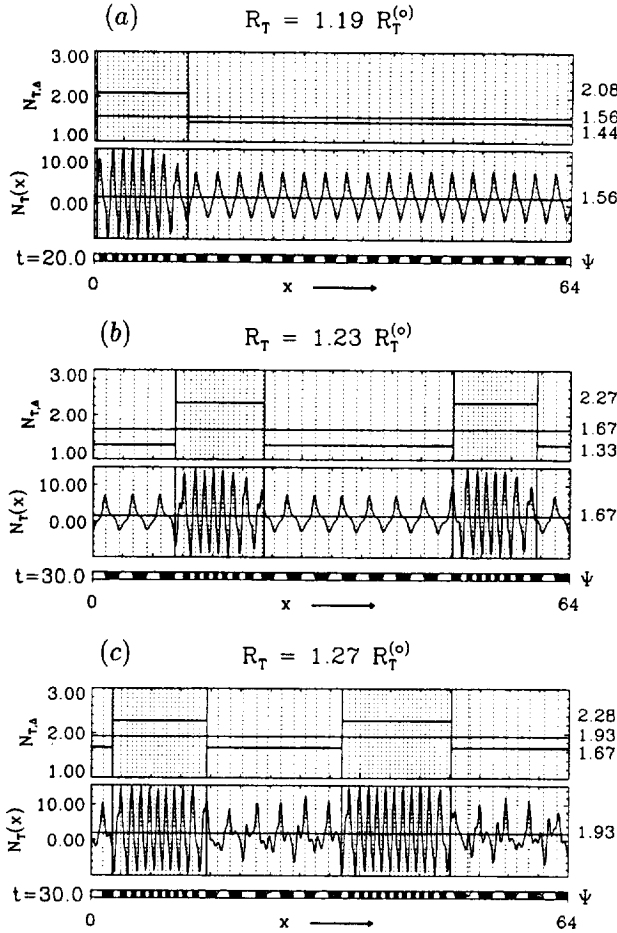 (a) R_T = 1.19 R_T^(o)
3.00
2.00
1.00
N_T,Δ
2.08
1.56
1.44
10.00
0.00
N_T(x)
1.56
t=20.0 Ψ
0 x 64
(b) R_T = 1.23 R_T^(o)
3.00
2.00
1.00
N_T,Δ
2.27
1.67
1.33
10.00
0.00
N_T(x)
1.67
t=30.0 Ψ
0 x 64
(c) R_T = 1.27 R_T^(o)
3.00
2.00
1.00
N_T,Δ
2.28
1.93
1.67
10.00
0.00
N_T(x)
1.93
t=30.0 Ψ
0 x 64